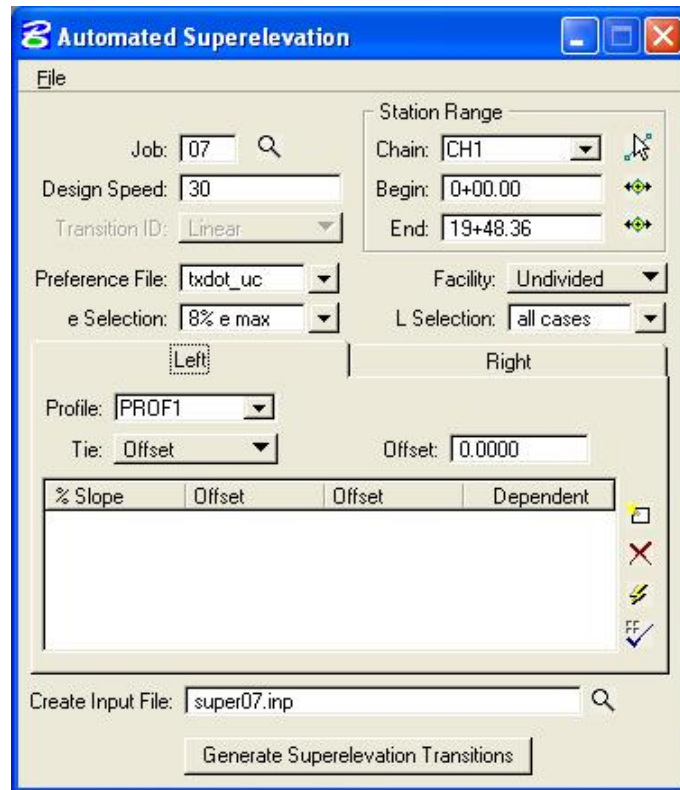 Automated Superelevation
File
Station Range
Job: 07
Chain: CH1
Design Speed: 30
Begin: 0+00.00
Transition ID: Linear
End: 19+48.36
Preference File: txdot_uc
Facility: Undivided
e Selection: 8% e max
L Selection: all cases
Left
Right
Profile: PROF1
Tie: Offset
Offset: 0.0000
% Slope Offset Offset Dependent
FF
Create Input File: super07.inp
Generate Superelevation Transitions